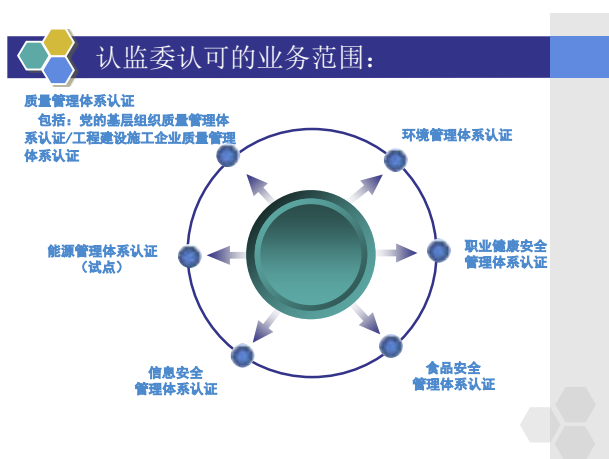 认监委认可的业务范围：
质量管理体系认证
包括：党的基层组织质量管理体
系认证/工程建设施工企业质量管理
体系认证
环境管理体系认证
能源管理体系认证
（试点）
职业健康安全
管理体系认证
信息安全
管理体系认证
食品安全
管理体系认证